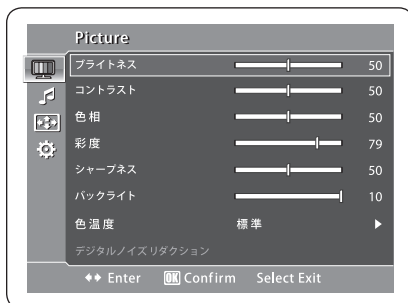 Picture
ブライトネス 50
コントラスト 50
色相 50
彩度 79
シャープネス 50
バックライト 10
色温度 標準
デジタルノイズリダクション
Enter OK Confirm Select Exit